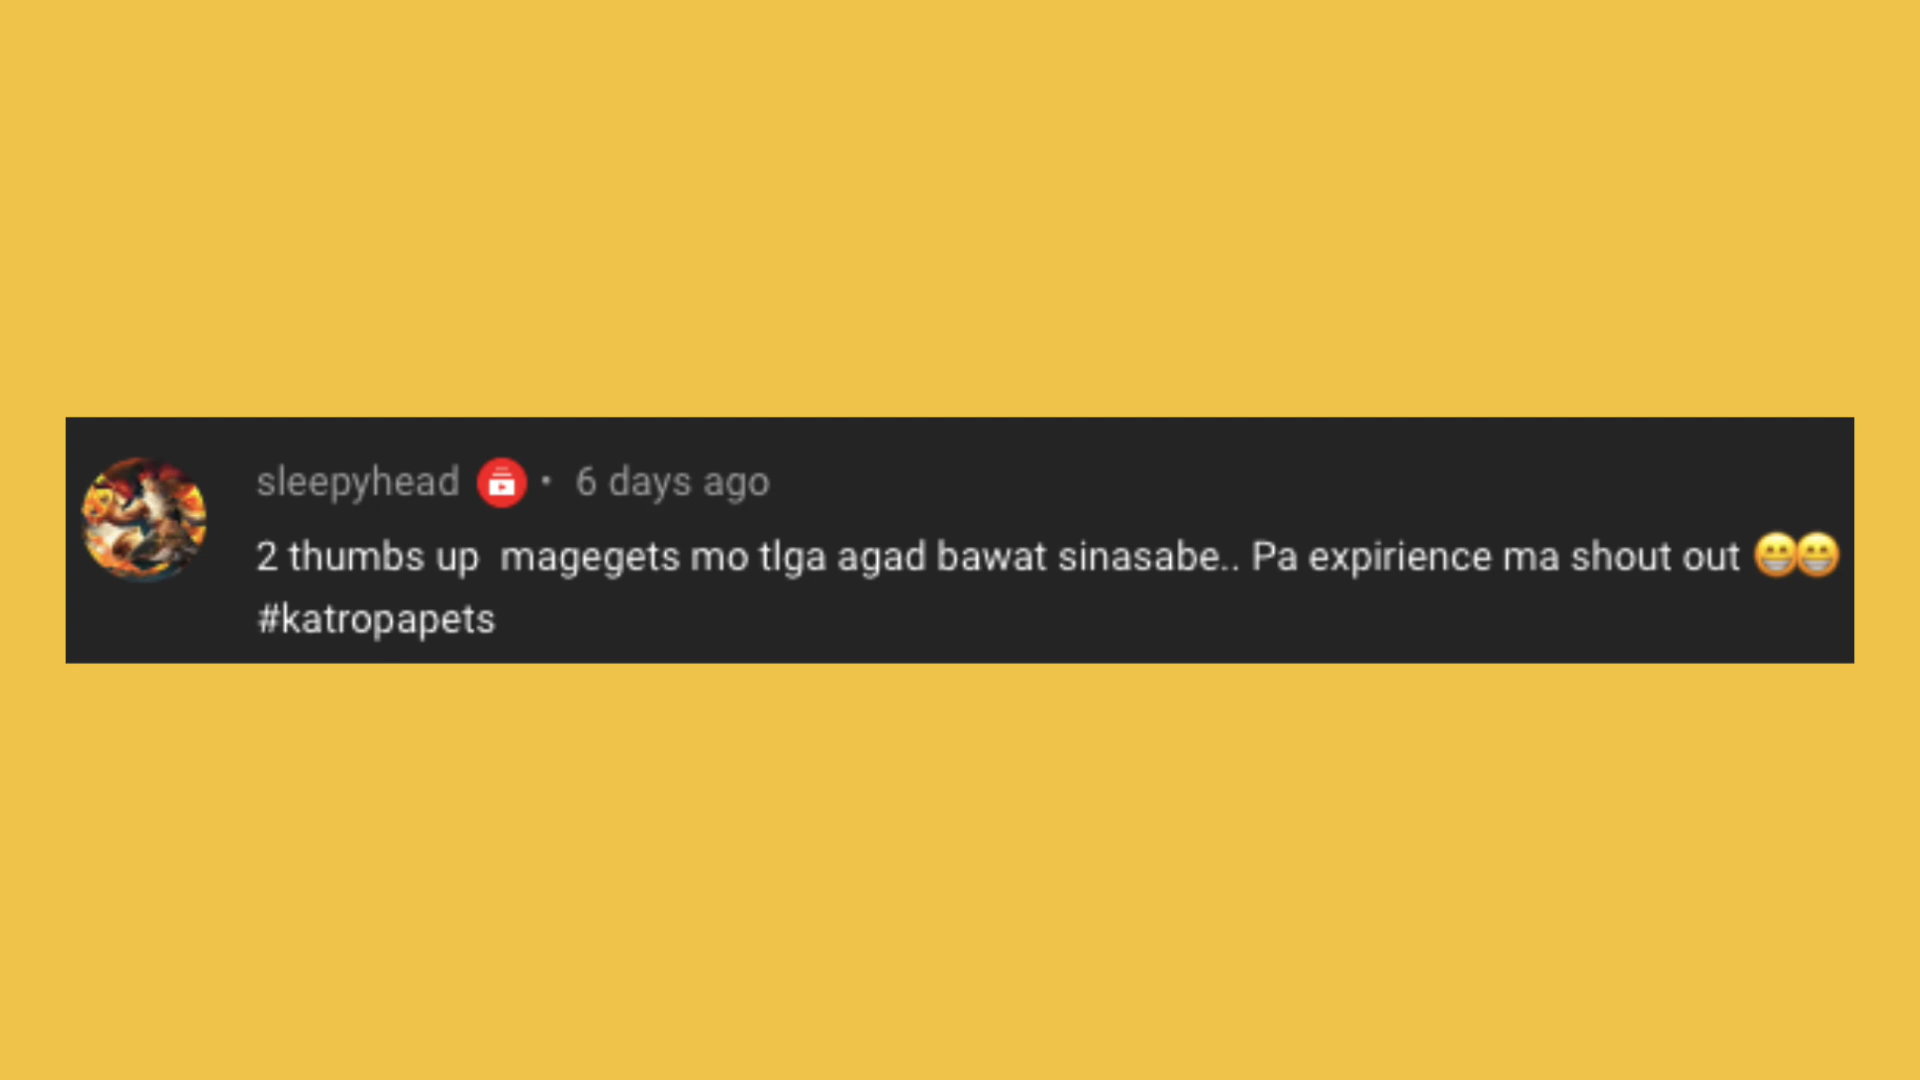 sleepyhead • 6 days ago
2 thumbs up  magegets mo tlga agad bawat sinasabe.. Pa expirience ma shout out 😁😁
#katropapets